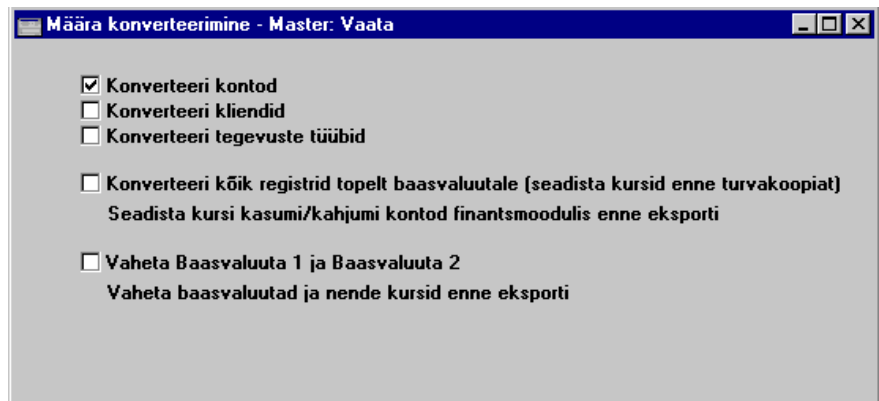 Määra konverteerimine - Master: Vaata
Konverteeri kontod
Konverteeri kliendid
Konverteeri tegevuste tüübid
Konverteeri kõik registrid topelt baasvaluutale (seadista kursid enne turvakoopiat)
Seadista kursi kasumi/kahjumi kontod finantsmoodulis enne eksporti
Vaheta Baasvaluuta 1 ja Baasvaluuta 2
Vaheta baasvaluutad ja nende kursid enne eksporti